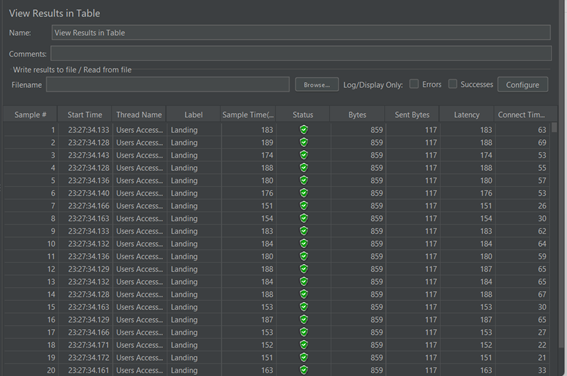 View Results in Table
Name: View Results in Table
Comments:
Write results to file / Read from file
Filename Browse... Log/Display Only: Errors Successes Configure
Sample # Start Time Thread Name Label Sample Time(... Status Bytes Sent Bytes Latency Connect Tim...
1 23:27:34.133 Users Access... Landing 183 859 117 183 63
2 23:27:34.128 Users Access... Landing 189 859 117 188 69
3 23:27:34.143 Users Access... Landing 174 859 117 174 53
4 23:27:34.128 Users Access... Landing 188 859 117 188 55
5 23:27:34.136 Users Access... Landing 180 859 117 180 57
6 23:27:34.140 Users Access... Landing 176 859 117 176 53
7 23:27:34.166 Users Access... Landing 151 859 117 151 26
8 23:27:34.163 Users Access... Landing 154 859 117 154 30
9 23:27:34.133 Users Access... Landing 183 859 117 183 62
10 23:27:34.132 Users Access... Landing 184 859 117 184 64
11 23:27:34.136 Users Access... Landing 180 859 117 180 59
12 23:27:34.129 Users Access... Landing 188 859 117 187 65
13 23:27:34.132 Users Access... Landing 184 859 117 184 65
14 23:27:34.128 Users Access... Landing 188 859 117 188 67
15 23:27:34.163 Users Access... Landing 153 859 117 153 30
16 23:27:34.129 Users Access... Landing 187 859 117 187 65
17 23:27:34.166 Users Access... Landing 153 859 117 153 27
18 23:27:34.171 Users Access... Landing 152 859 117 152 22
19 23:27:34.172 Users Access... Landing 151 859 117 151 21
20 23:27:34.161 Users Access... Landing 163 859 117 163 33